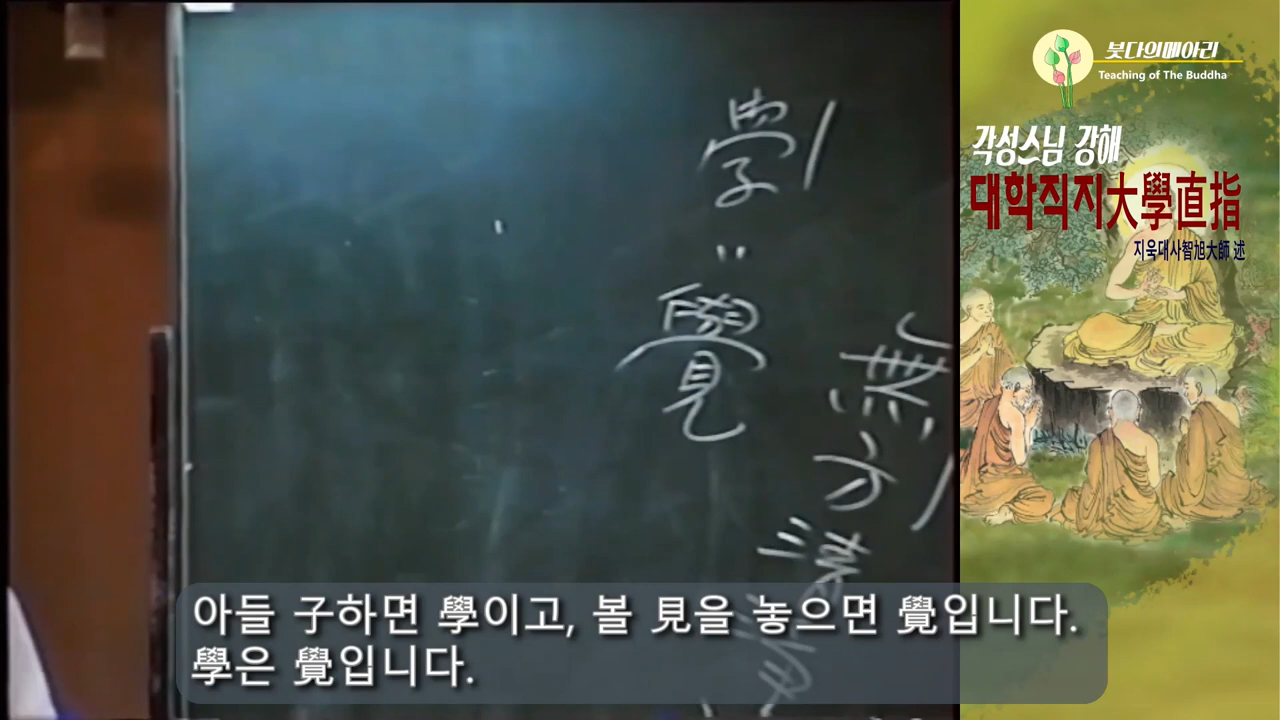 學
〃
覺
無
붓다의메아리
Teaching of The Buddha
각성스님 강해
대학직지大學直指
지욱대사智旭大師 述
아들 子하면 學이고, 볼 見을 놓으면 覺입니다.
學은 覺입니다.